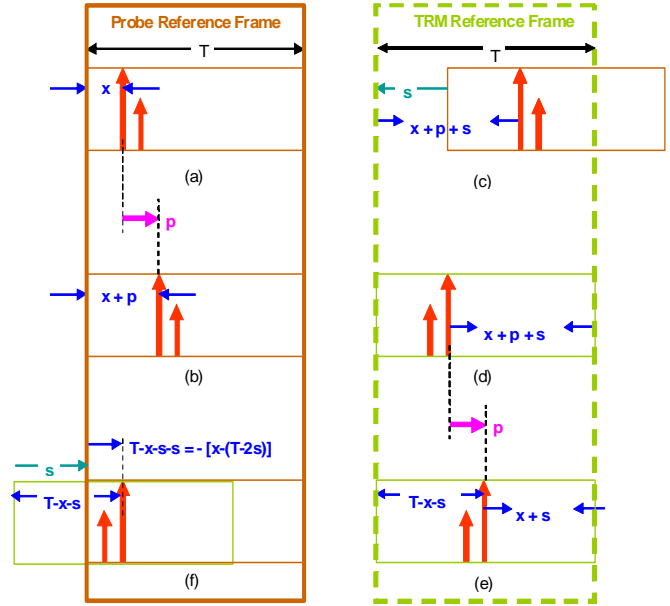 Probe Reference Frame
T
x
(a)
p
x + p
(b)
T-x-s-s = - [x-(T-2s)]
s
T-x-s
(f)
TRM Reference Frame
T
s
x + p + s
(c)
x + p + s
(d)
p
T-x-s
x + s
(e)